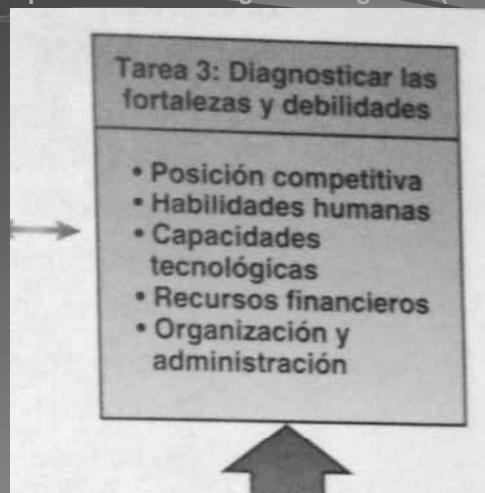 Tarea 3: Diagnosticar las
fortalezas y debilidades
• Posición competitiva
• Habilidades humanas
• Capacidades
tecnológicas
• Recursos financieros
• Organización y
administración